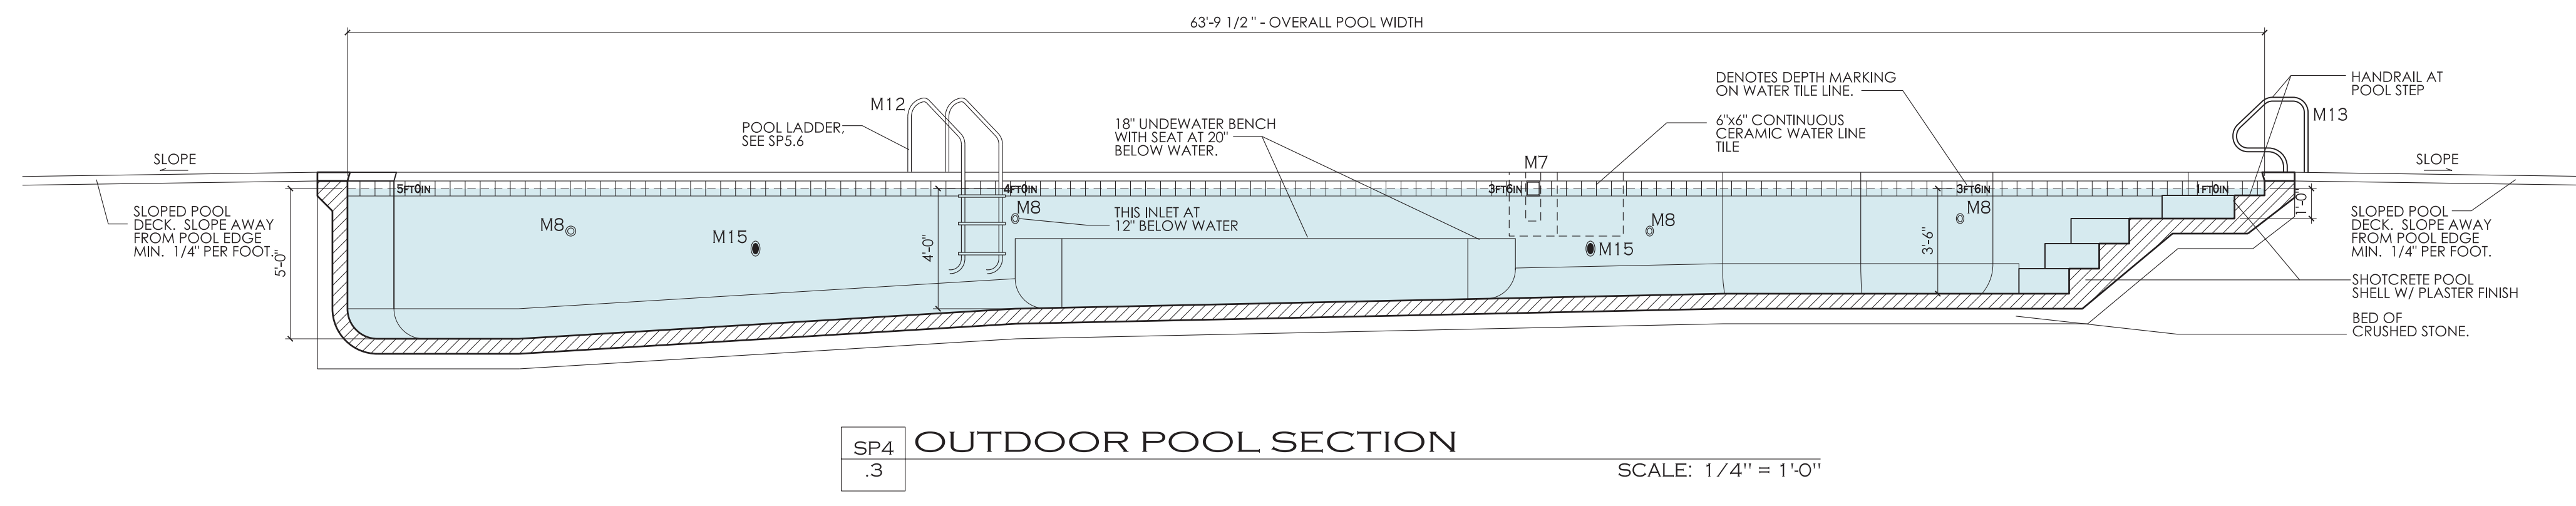 63'-9 1/2 " - OVERALL POOL WIDTH
DENOTES DEPTH MARKING
ON WATER TILE LINE.
HANDRAIL AT
POOL STEP
M12
M13
POOL LADDER,
SEE SP5.6
18" UNDEWATER BENCH
WITH SEAT AT 20"
BELOW WATER.
6"x6" CONTINUOUS
CERAMIC WATER LINE
TILE
SLOPE
M7
SLOPE
5FT0IN
4FT0IN
3FT6IN
3FT6IN
1FT0IN
SLOPED POOL
DECK. SLOPE AWAY
FROM POOL EDGE
MIN. 1/4" PER FOOT.
5'-0"
M8
M15
4'-0"
M8
THIS INLET AT
12" BELOW WATER
M15
M8
3'-6"
M8
1'-0"
SLOPED POOL
DECK. SLOPE AWAY
FROM POOL EDGE
MIN. 1/4" PER FOOT.
SHOTCRETE POOL
SHELL W/ PLASTER FINISH
BED OF
CRUSHED STONE.
SP4
.3
OUTDOOR POOL SECTION
SCALE: 1/4" = 1'-0"